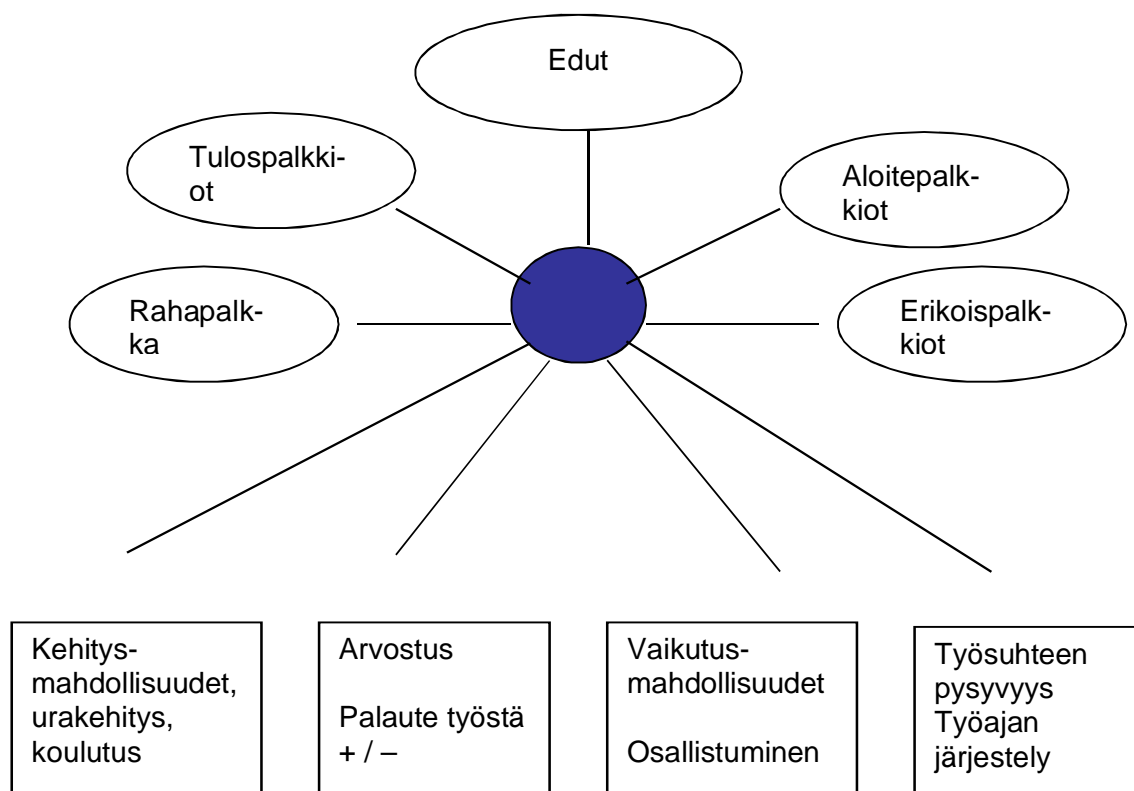 Edut
Tulospalkki-
ot
Aloitepalk-
kiot
Rahapalk-
ka
Erikoispalk-
kiot
Kehitys-
mahdollisuudet,
urakehitys,
koulutus
Arvostus
Palaute työstä
+ / –
Vaikutus-
mahdollisuudet
Osallistuminen
Työsuhteen
pysyvyys
Työajan
järjestely